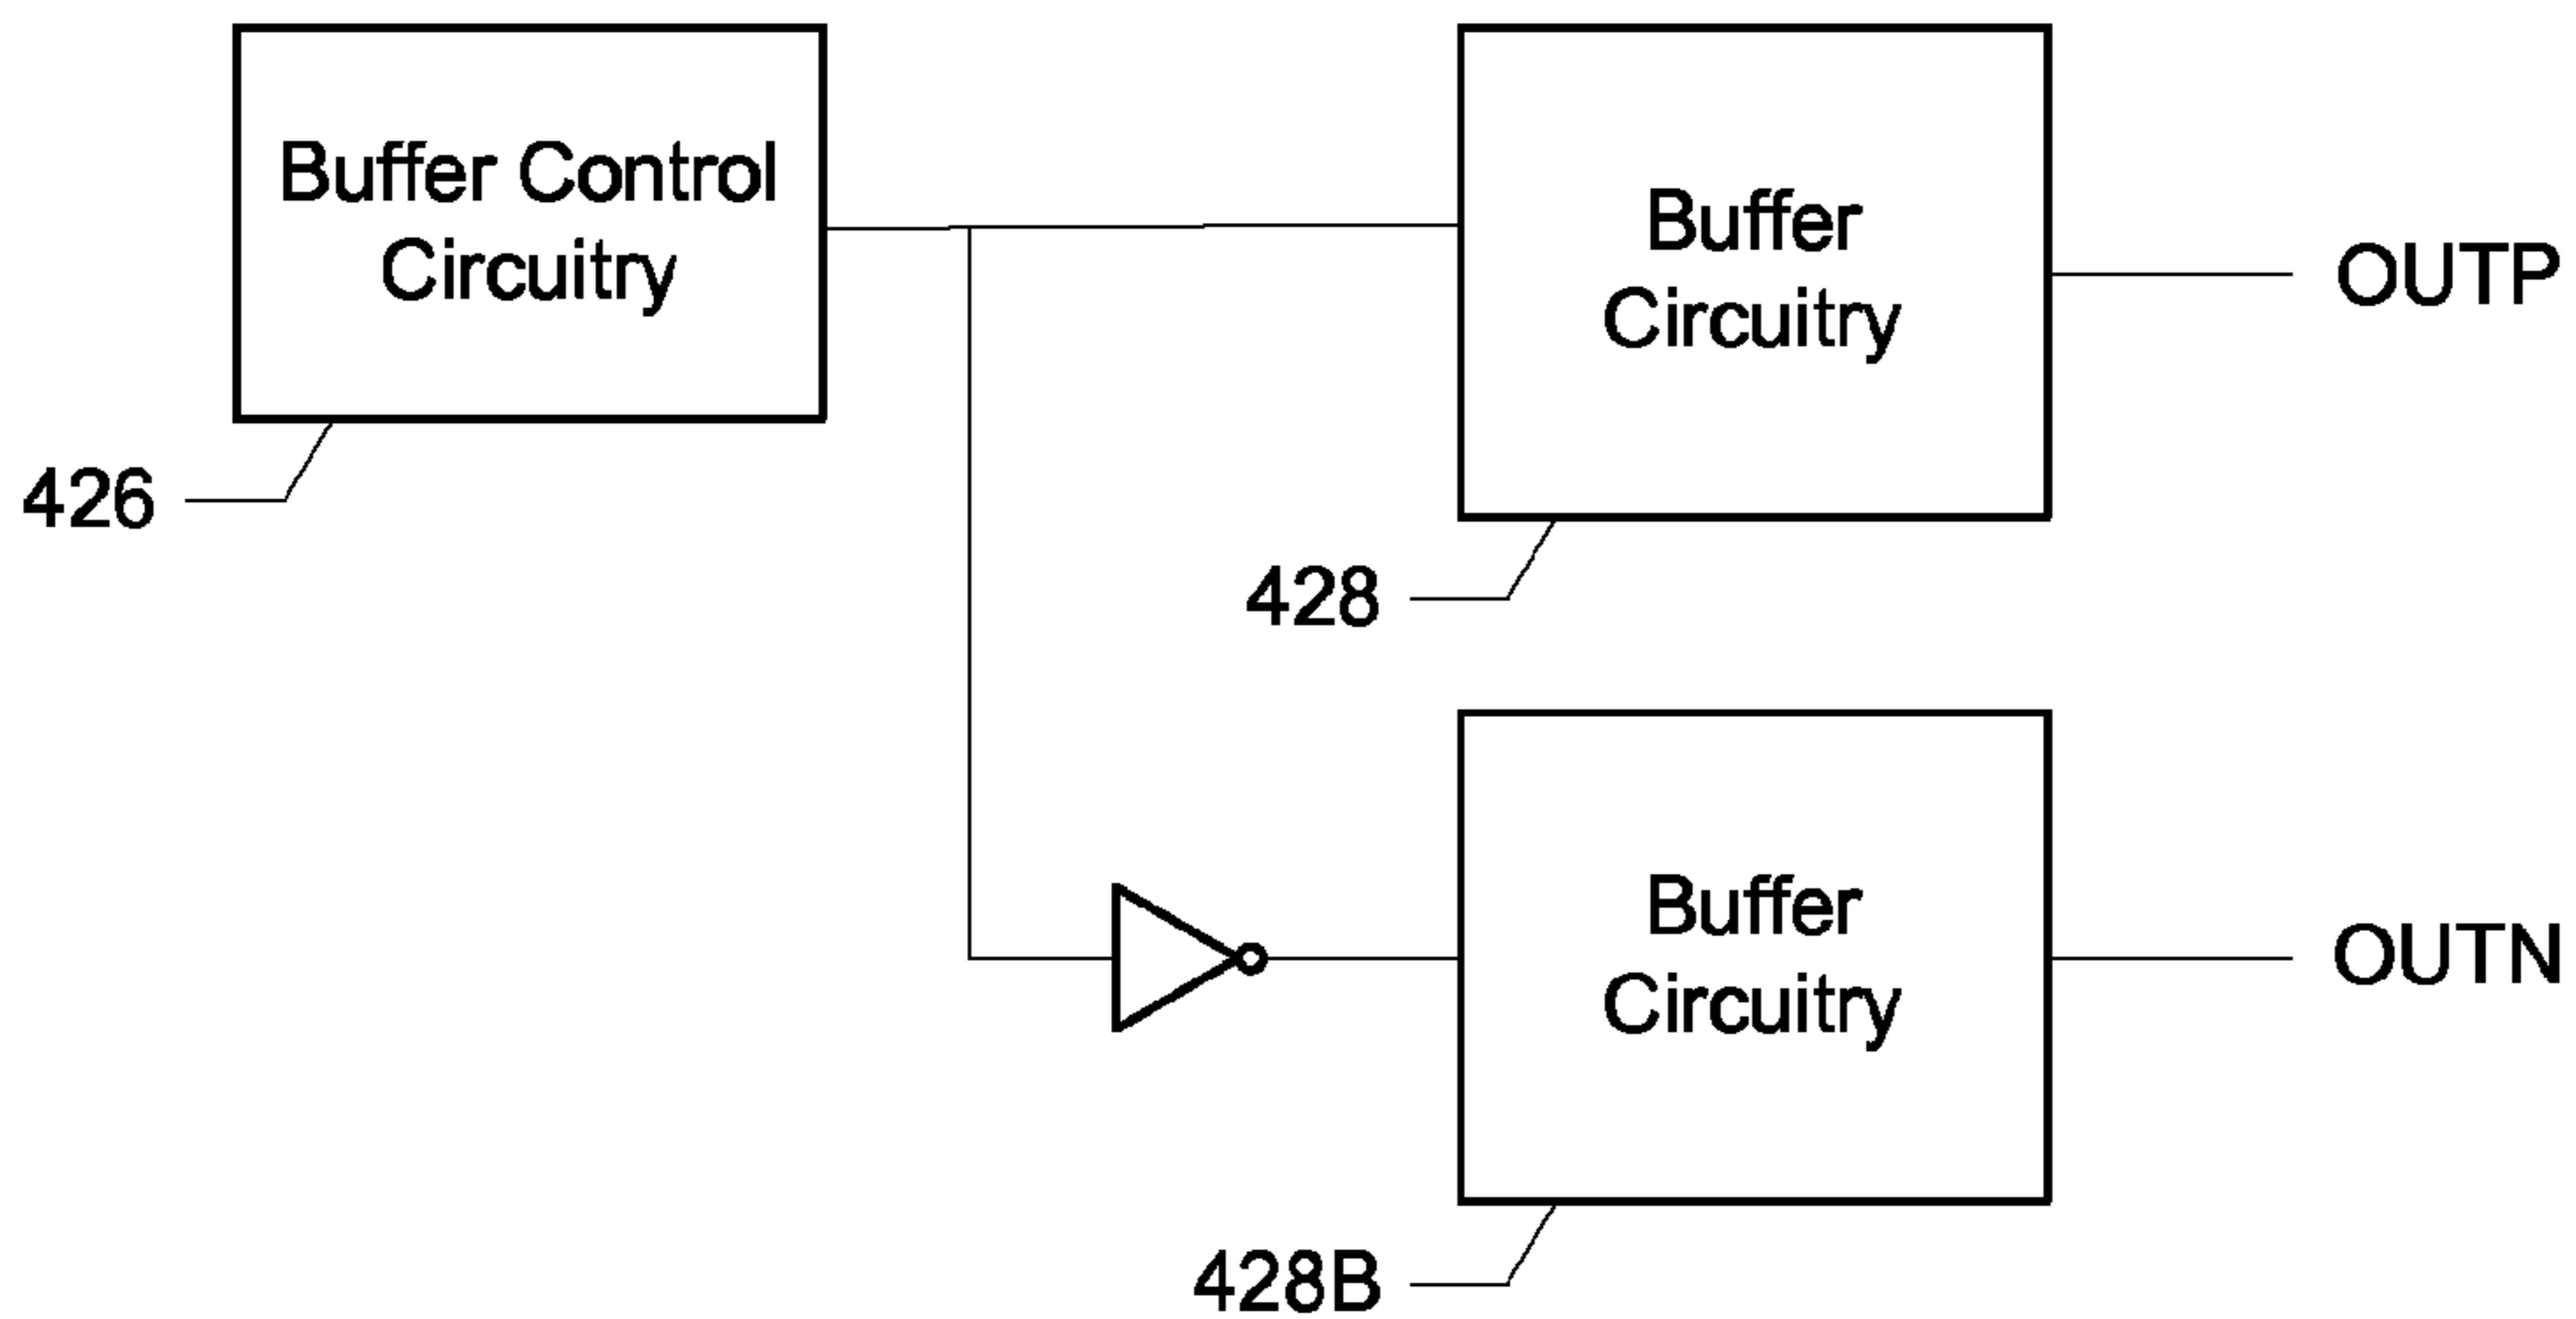 Buffer Control
Circuitry
426
Buffer
Circuitry
OUTP
428
Buffer
Circuitry
OUTN
428B